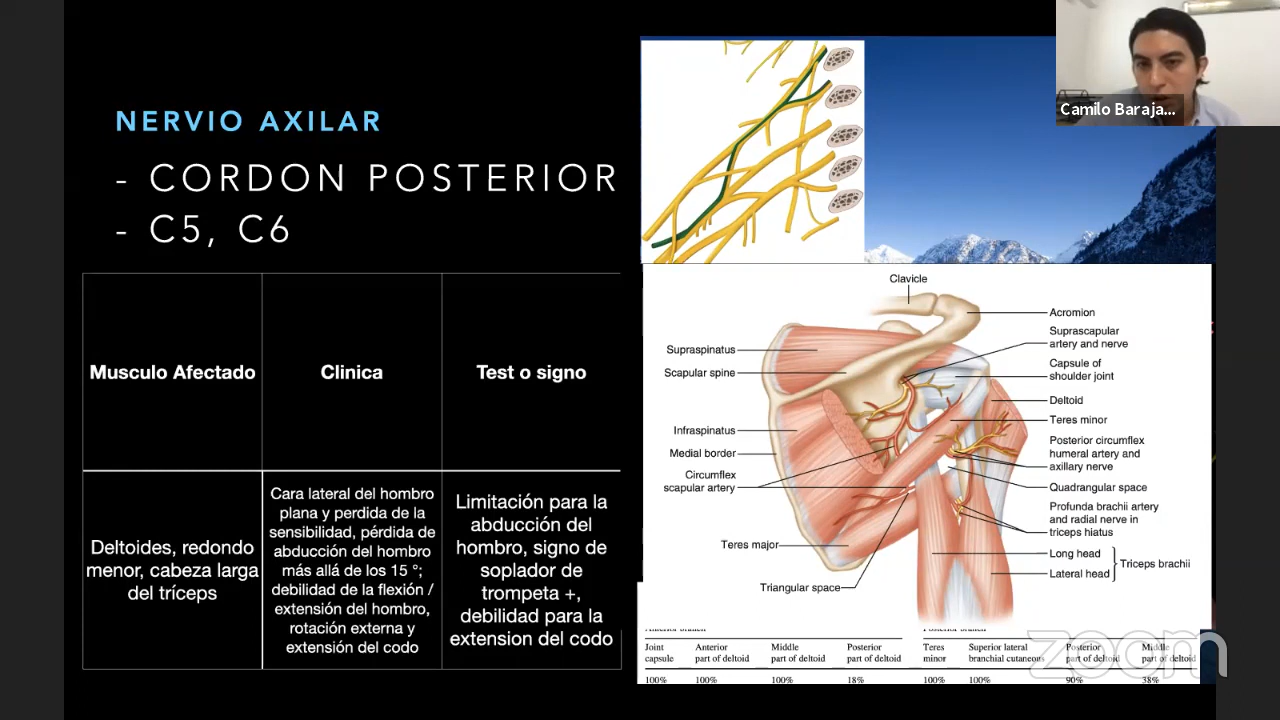 Camilo Baraja...
NERVIO AXILAR
- CORDON POSTERIOR
- C5, C6
Musculo Afectado
Clinica
Test o signo
Deltoides, redondo
menor, cabeza larga
del tríceps
Cara lateral del hombro
plana y perdida de la
sensibilidad, pérdida de
abducción del hombro
más allá de los 15 °;
debilidad de la flexión /
extensión del hombro,
rotación externa y
extensión del codo
Limitación para la
abducción del
hombro, signo de
soplador de
trompeta +,
debilidad para la
extension del codo
Clavicle
Supraspinatus
Scapular spine
Infraspinatus
Medial border
Circumflex
scapular artery
Teres major
Triangular space
Acromion
Suprascapular
artery and nerve
Capsule of
shoulder joint
Deltoid
Teres minor
Posterior circumflex
humeral artery and
axillary nerve
Quadrangular space
Profunda brachii artery
and radial nerve in
triceps hiatus
Long head
Lateral head
Triceps brachii
Joint
capsule
Anterior
part of deltoid
Middle
part of deltoid
Posterior
part of deltoid
Teres
minor
Superior lateral
branchial cutaneous
Posterior
part of deltoid
Middle
part of deltoid
100% 100% 100% 18% 100% 100% 90% 38%
zoom